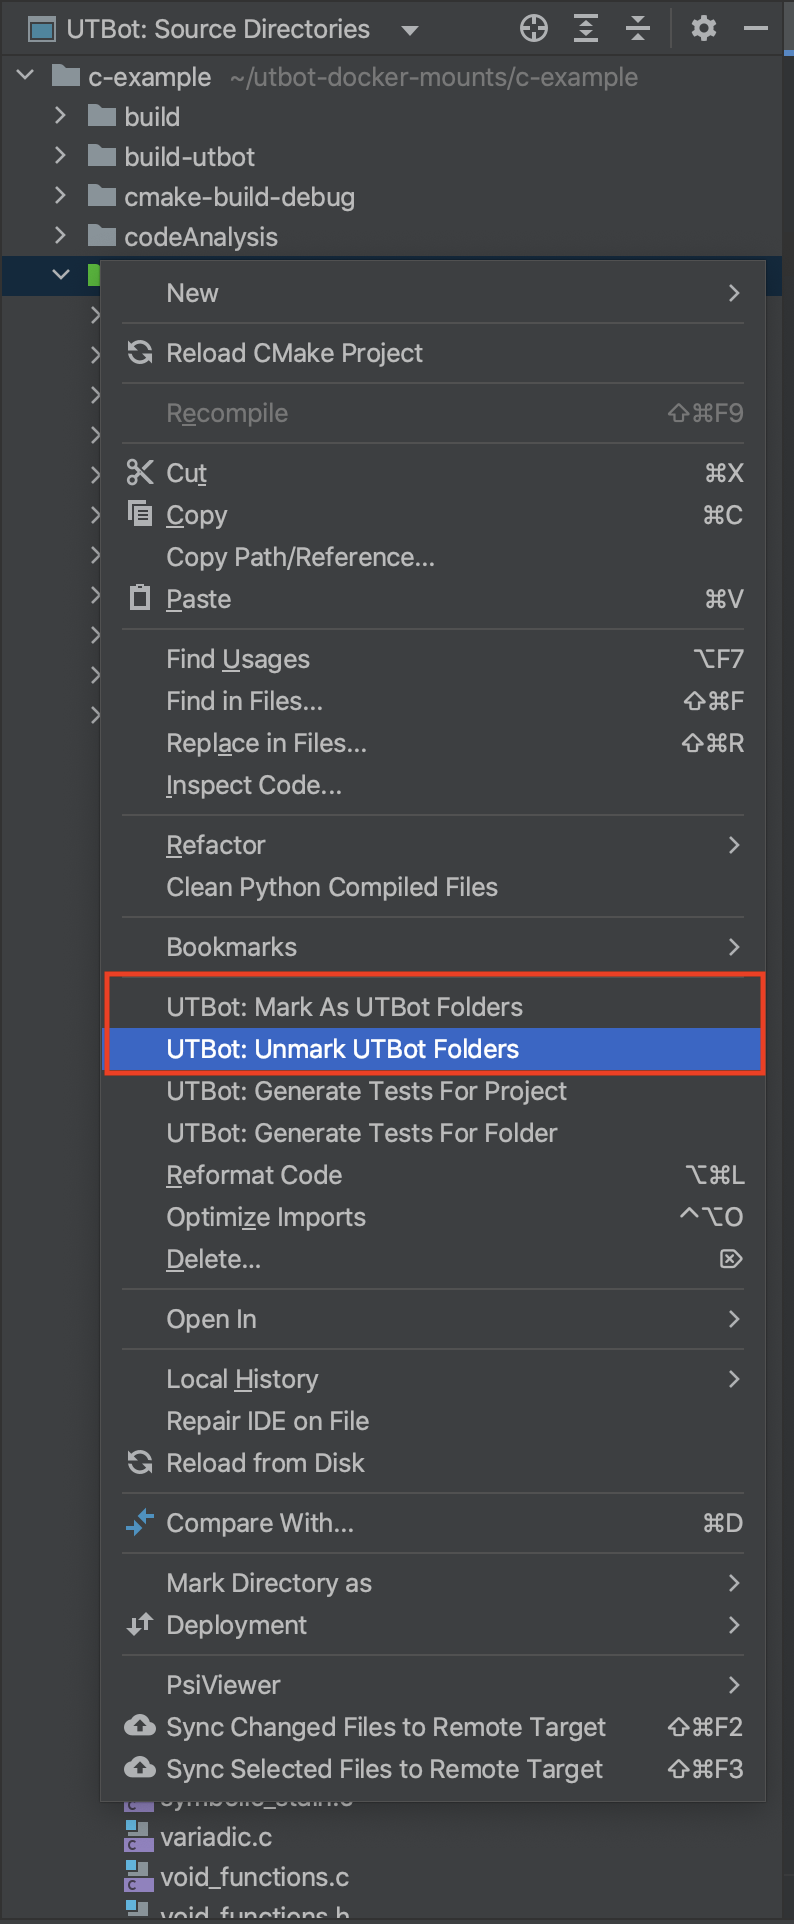 UTBot: Source Directories
c-example ~/utbot-docker-mounts/c-example
build
build-utbot
cmake-build-debug
codeAnalysis
New
Reload CMake Project
Recompile ⇧⌘F9
Cut ⌘X
Copy ⌘C
Copy Path/Reference...
Paste ⌘V
Find Usages ⌥F7
Find in Files... ⇧⌘F
Replace in Files... ⇧⌘R
Inspect Code...
Refactor
Clean Python Compiled Files
Bookmarks
UTBot: Mark As UTBot Folders
UTBot: Unmark UTBot Folders
UTBot: Generate Tests For Project
UTBot: Generate Tests For Folder
Reformat Code ⌥⌘L
Optimize Imports ^⌥O
Delete... ⌦
Open In
Local History
Repair IDE on File
Reload from Disk
Compare With... ⌘D
Mark Directory as
Deployment
PsiViewer
Sync Changed Files to Remote Target ⇧⌘F2
Sync Selected Files to Remote Target ⇧⌘F3
variadic.c
void_functions.c
void_functions.h